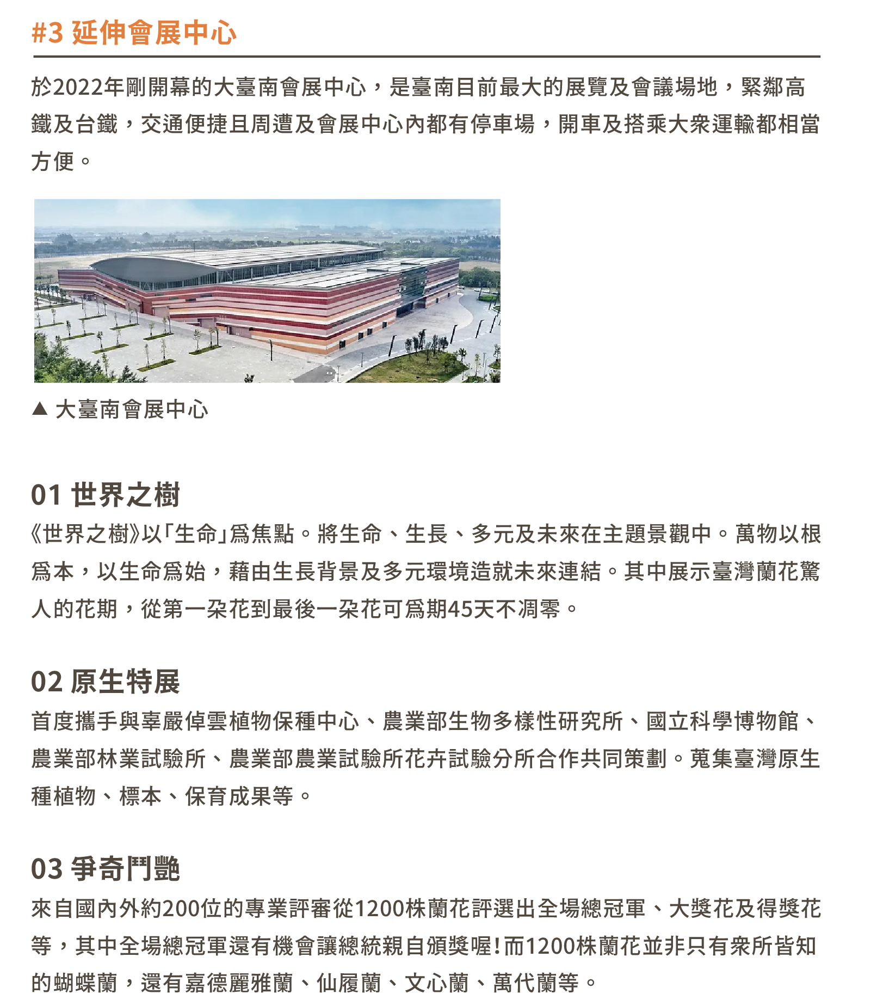 #3 延伸會展中心
於2022年剛開幕的大臺南會展中心，是臺南目前最大的展覽及會議場地，緊鄰高
鐵及台鐵，交通便捷且周遭及會展中心內都有停車場，開車及搭乘大衆運輸都相當
方便。
▲ 大臺南會展中心
01 世界之樹
《世界之樹》以「生命」爲焦點。將生命、生長、多元及未來在主題景觀中。萬物以根
爲本，以生命爲始，藉由生長背景及多元環境造就未來連結。其中展示臺灣蘭花驚
人的花期，從第一朶花到最後一朶花可爲期45天不凋零。
02 原生特展
首度攜手與辜嚴倬雲植物保種中心、農業部生物多樣性研究所、國立科學博物館、
農業部林業試驗所、農業部農業試驗所花卉試驗分所合作共同策劃。蒐集臺灣原生
種植物、標本、保育成果等。
03 爭奇鬥艷
來自國內外約200位的專業評審從1200株蘭花評選出全場總冠軍、大獎花及得獎花
等，其中全場總冠軍還有機會讓總統親自頒獎喔！而1200株蘭花並非只有衆所皆知
的蝴蝶蘭，還有嘉德麗雅蘭、仙履蘭、文心蘭、萬代蘭等。